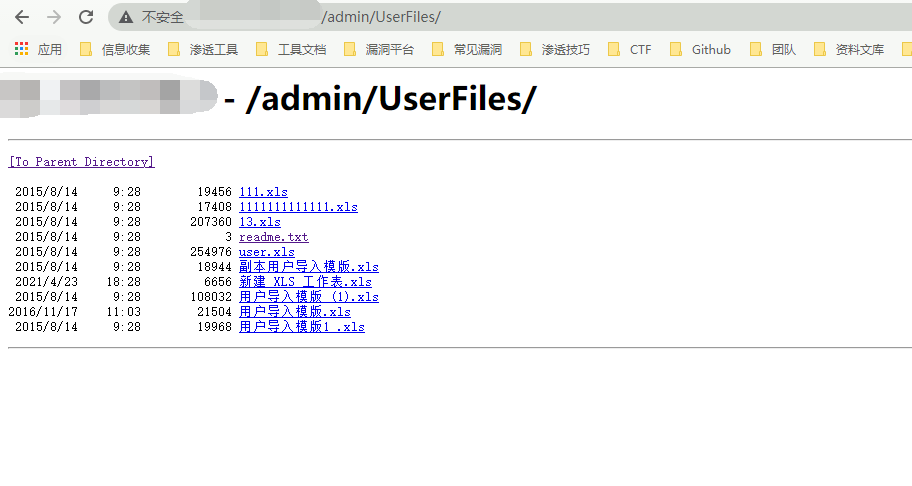 不安全 /admin/UserFiles/
应用 信息收集 渗透工具 工具文档 漏洞平台 常见漏洞 渗透技巧 CTF Github 团队 资料文库
- /admin/UserFiles/
[To Parent Directory]
2015/8/14 9:28 19456 111.xls
2015/8/14 9:28 17408 1111111111111.xls
2015/8/14 9:28 207360 13.xls
2015/8/14 9:28 3 readme.txt
2015/8/14 9:28 254976 user.xls
2015/8/14 9:28 18944 副本用户导入模版.xls
2021/4/23 18:28 6656 新建 XLS 工作表.xls
2015/8/14 9:28 108032 用户导入模版 (1).xls
2016/11/17 11:03 21504 用户导入模版.xls
2015/8/14 9:28 19968 用户导入模版1 .xls